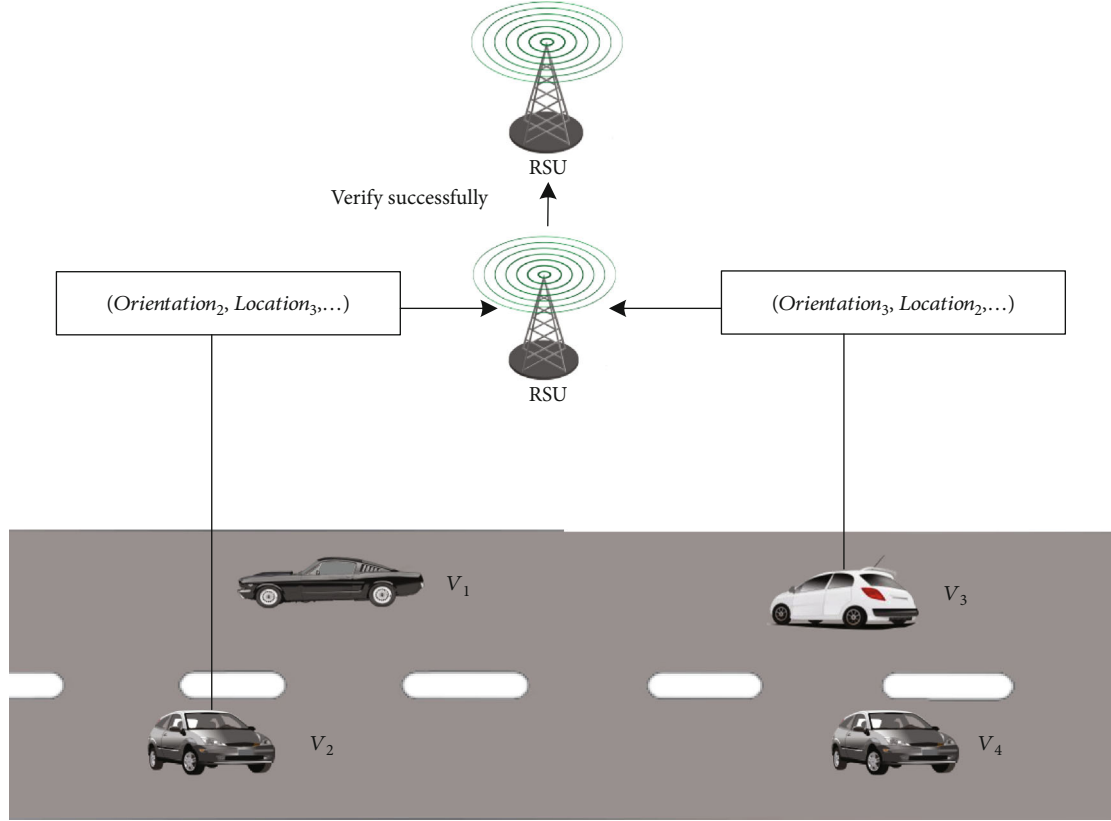 RSU
Verify successfully
(Orientation₂, Location₃,...)
(Orientation₃, Location₂,...)
RSU
V₁
V₃
V₂
V₄